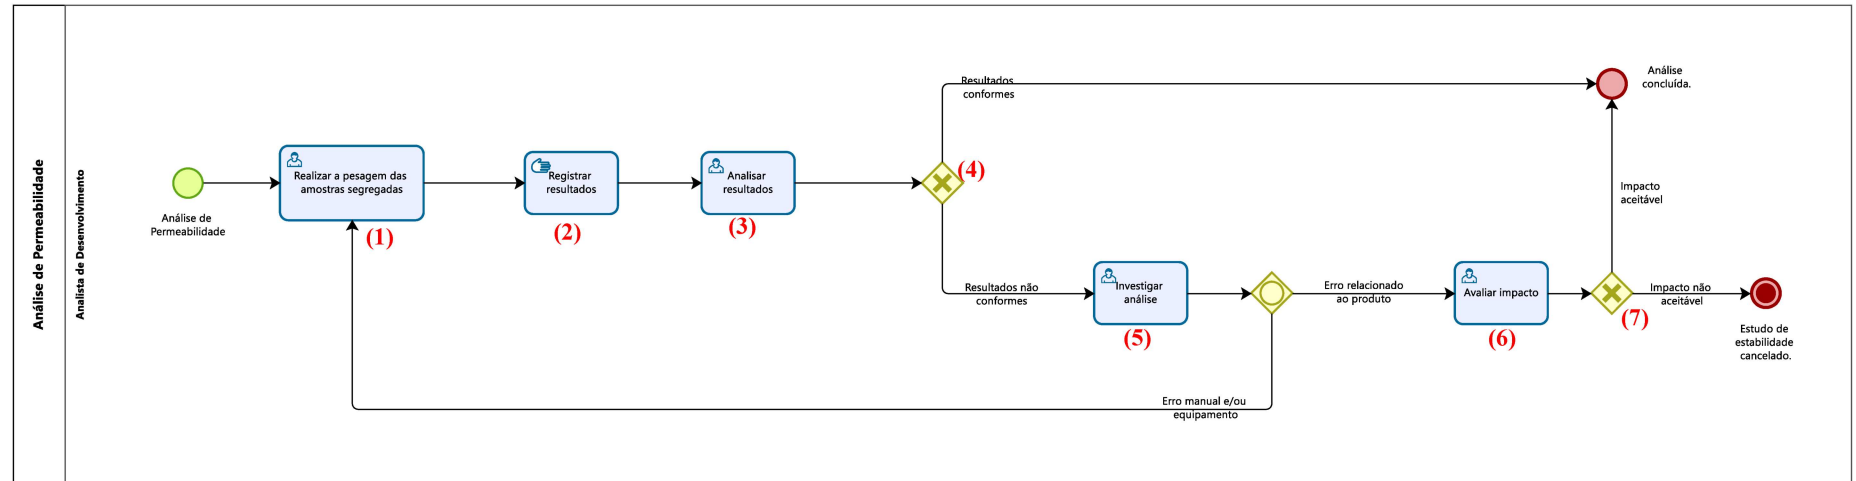 Análise de Permeabilidade
Analista de Desenvolvimento
Análise de
Permeabilidade
Realizar a pesagem das
amostras segregadas
(1)
Registrar
resultados
(2)
Analisar
resultados
(3)
(4)
Resultados
conformes
Análise
concluída.
Resultados não
conformes
Investigar
análise
(5)
Erro relacionado
ao produto
Erro manual e/ou
equipamento
Avaliar impacto
(6)
(7)
Impacto
aceitável
Impacto não
aceitável
Estudo de
estabilidade
cancelado.